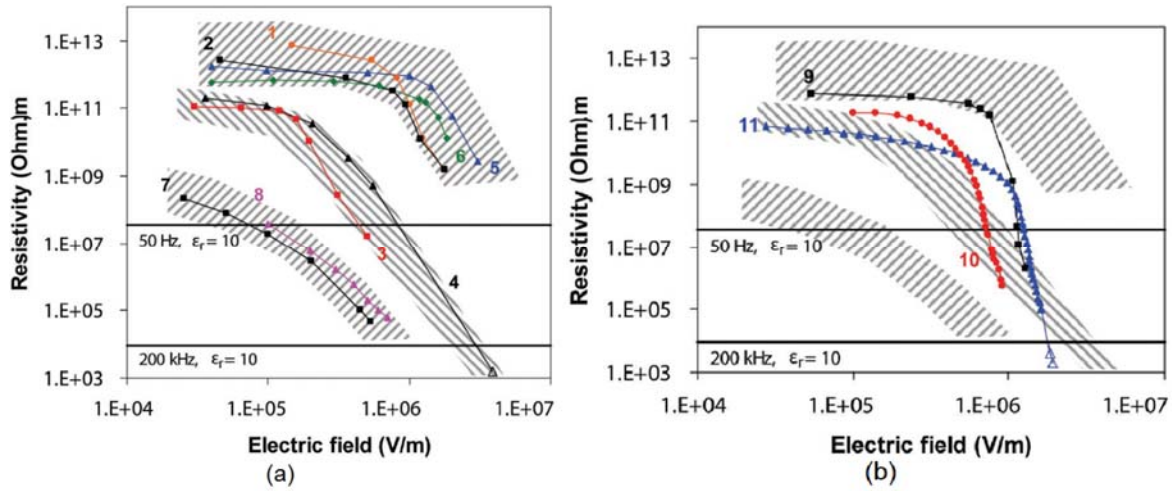 Resistivity (Ohm)m
1.E+13
1.E+11
1.E+09
1.E+07
1.E+05
1.E+03
1.E+04
1.E+05
1.E+06
1.E+07
Electric field (V/m)
1
2
3
4
5
6
7
8
50 Hz, εr = 10
200 kHz, εr = 10
(a)
Resistivity (Ohm)m
1.E+15
1.E+13
1.E+11
1.E+09
1.E+07
1.E+05
1.E+03
1.E+04
1.E+05
1.E+06
1.E+07
Electric field (V/m)
9
11
10
50 Hz, εr = 10
200 kHz, εr = 10
(b)